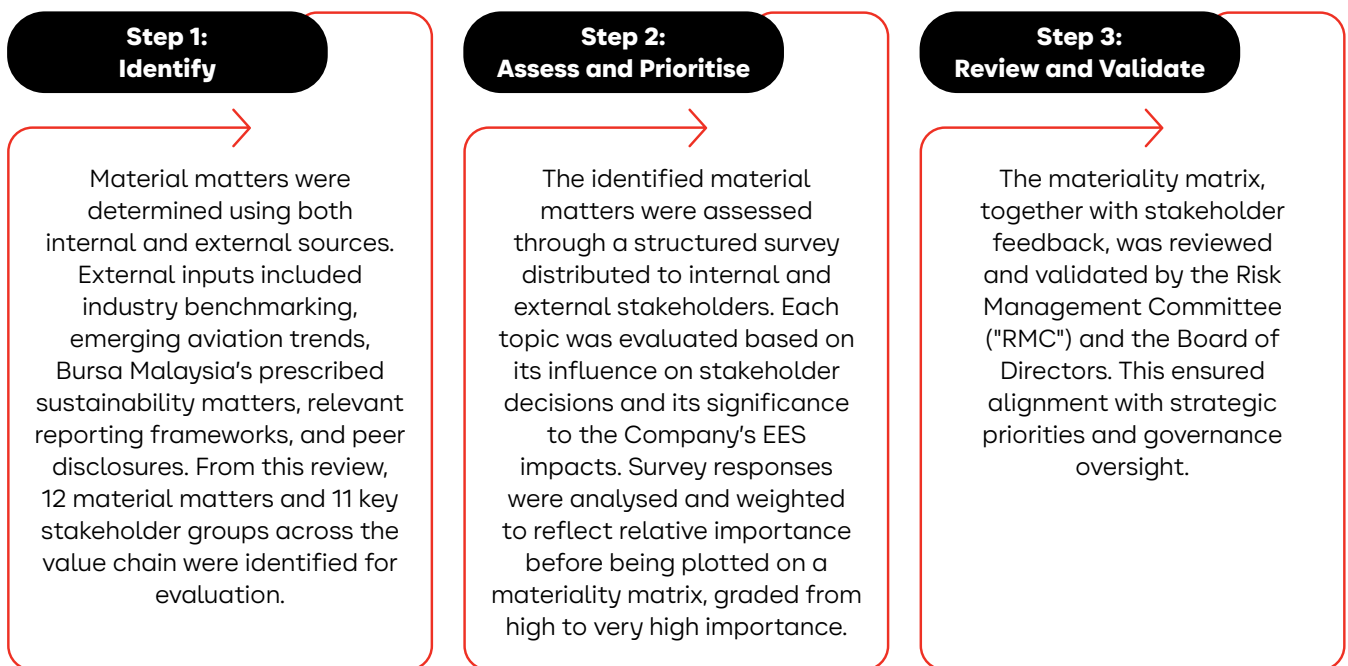 Step 1:
Identify
Material matters were
determined using both
internal and external sources.
External inputs included
industry benchmarking,
emerging aviation trends,
Bursa Malaysia's prescribed
sustainability matters, relevant
reporting frameworks, and peer
disclosures. From this review,
12 material matters and 11 key
stakeholder groups across the
value chain were identified for
evaluation.
Step 2:
Assess and Prioritise
The identified material
matters were assessed
through a structured survey
distributed to internal and
external stakeholders. Each
topic was evaluated based on
its influence on stakeholder
decisions and its significance
to the Company's EES
impacts. Survey responses
were analysed and weighted
to reflect relative importance
before being plotted on a
materiality matrix, graded from
high to very high importance.
Step 3:
Review and Validate
The materiality matrix,
together with stakeholder
feedback, was reviewed
and validated by the Risk
Management Committee
("RMC") and the Board of
Directors. This ensured
alignment with strategic
priorities and governance
oversight.